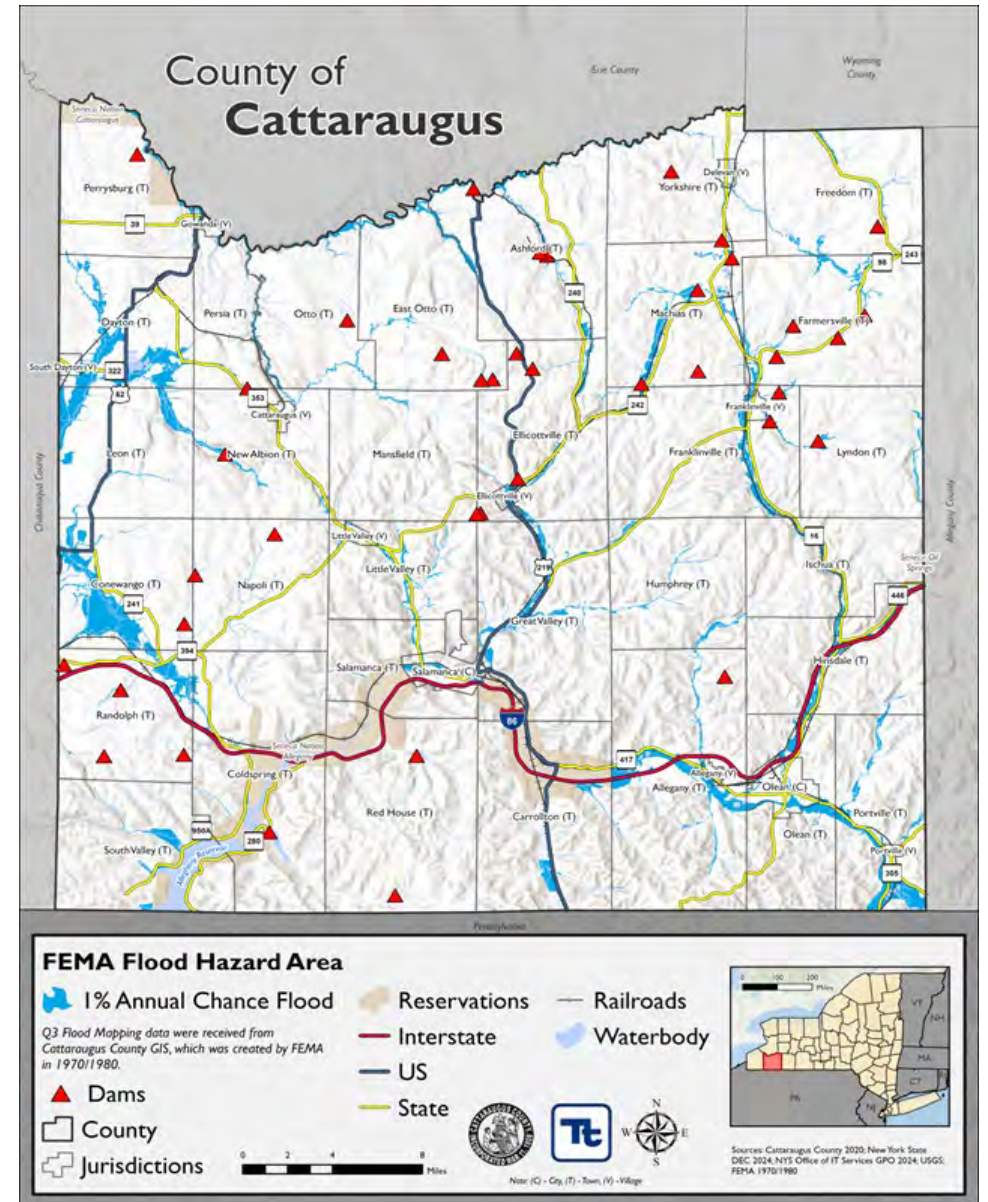 County of
Cattaraugus
Erie County
Wyoming
County
Seneca Nation
Cattaraugus
Perrysburg (T)
39
Gowanda (V)
Delevan (V)
Yorkshire (T)
Freedom (T)
Ashford (T)
98
243
240
Dayton (T)
Persia (T)
Otto (T)
East Otto (T)
Machias (T)
Farmersville (T)
South Dayton (V)
322
62
353
Cattaraugus (V)
242
Franklinville (V)
Leon (T)
New Albion (T)
Mansfield (T)
Ellicottville (T)
Franklinville (T)
Lyndon (T)
Chautauqua County
Allegany County
Ellicottville (V)
Little Valley (V)
16
Ischua (T)
Seneca Oil
Springs
Conewango (T)
Napoli (T)
Little Valley (T)
219
Humphrey (T)
446
241
Great Valley (T)
394
Salamanca (T)
Salamanca (C)
Hinsdale (T)
Randolph (T)
86
Seneca Nation
Allegany
Coldspring (T)
417
Allegany (V)
Allegany (T)
Olean (C)
Red House (T)
Carrollton (T)
Portville (T)
950A
280
Olean (T)
South Valley (T)
Allegany Reservoir
Portville (V)
305
Pennsylvania
FEMA Flood Hazard Area
1% Annual Chance Flood
Q3 Flood Mapping data were received from
Cattaraugus County GIS, which was created by FEMA
in 1970/1980.
Dams
County
Jurisdictions
Reservations
Interstate
US
State
Railroads
Waterbody
0 2 4 8
Miles
Tt
N
W E
S
Note: (C) - City, (T) - Town, (V) -Village
0 100 200
Miles
VT
NH
MA
CT
PA
NJ
Sources: Cattaraugus County 2020; New York State
DEC 2024; NYS Office of IT Services GPO 2024; USGS;
FEMA 1970/1980